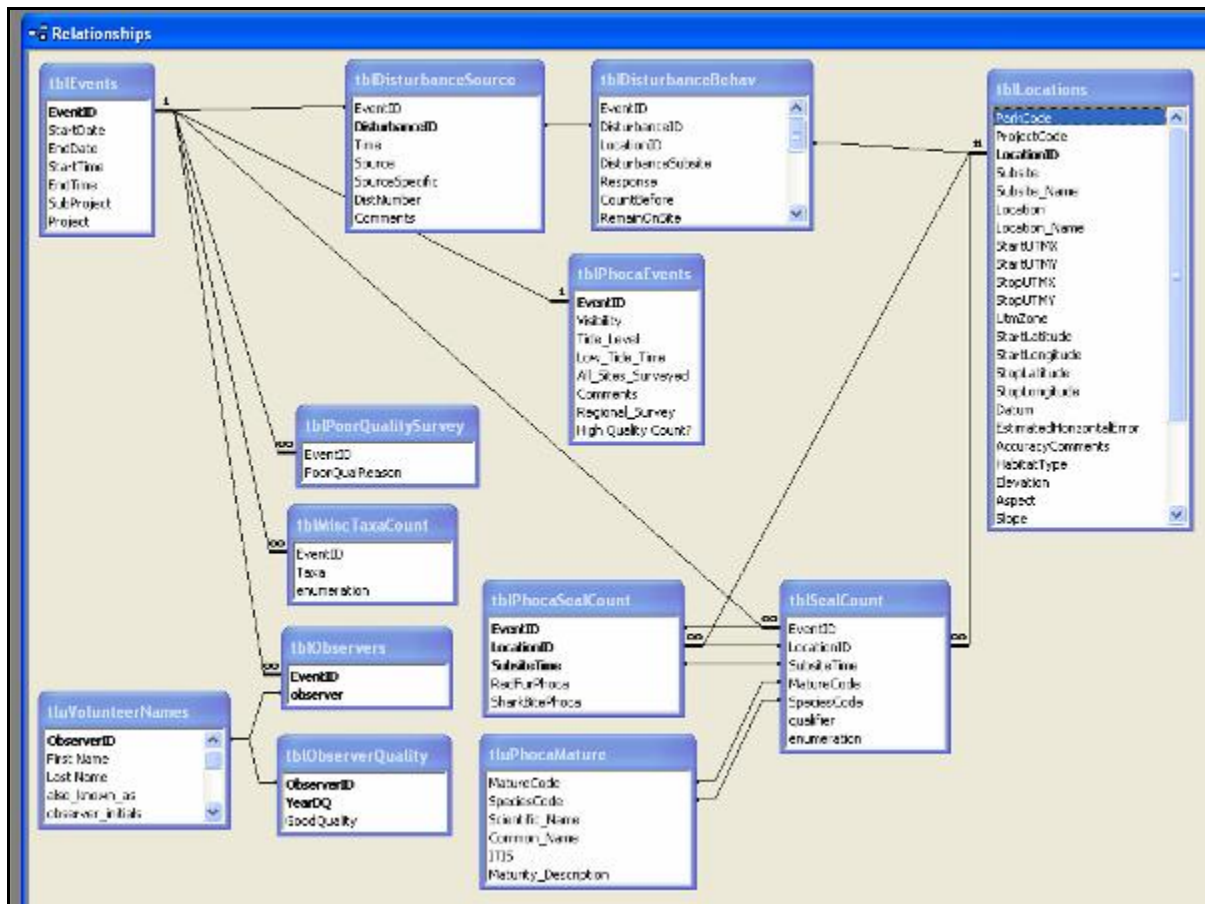 Relationships
tblEvents
EventID
StartDate
EndDate
StartTime
EndTime
SubProject
Project
tblDisturbanceSource
EventID
DisturbanceID
Time
Source
SourceSpecific
DistNumber
Comments
tblDisturbanceBehav
EventID
DisturbanceID
LocationID
DisturbanceSubsite
Response
CountBefore
RemainOnSite
tblLocations
ParkCode
ProjectCode
LocationID
Subsite
Subsite_Name
Location
Location_Name
StartUTMX
StartUTMY
StopUTMX
StopUTMY
UtmZone
StartLatitude
StartLongitude
StopLatitude
StopLongitude
Datum
EstimatedHorizontalError
AccuracyComments
HabitatType
Elevation
Aspect
Slope
1
1
1
tblPhocaEvents
EventID
Visibility
Tide_Level
Low_Tide_Time
All_Sites_Surveyed
Comments
Regional_Survey
High Quality Count?
tblPoorQualitySurvey
EventID
PoorQualReason
∞
tblMiscTaxaCount
EventID
Taxa
enumeration
∞
tblObservers
EventID
observer
∞
tblPhocaSealCount
EventID
LocationID
SubsiteTime
RedFurPhoca
SharkBitePhoca
∞
tblSealCount
EventID
LocationID
SubsiteTime
MatureCode
SpeciesCode
qualifier
enumeration
∞
∞
tluVolunteerNames
ObserverID
First Name
Last Name
also_known_as
observer_initials
tblObserverQuality
ObserverID
YearDQ
GoodQuality
tluPhocaMature
MatureCode
SpeciesCode
Scientific_Name
Common_Name
ITIS
Maturity_Description